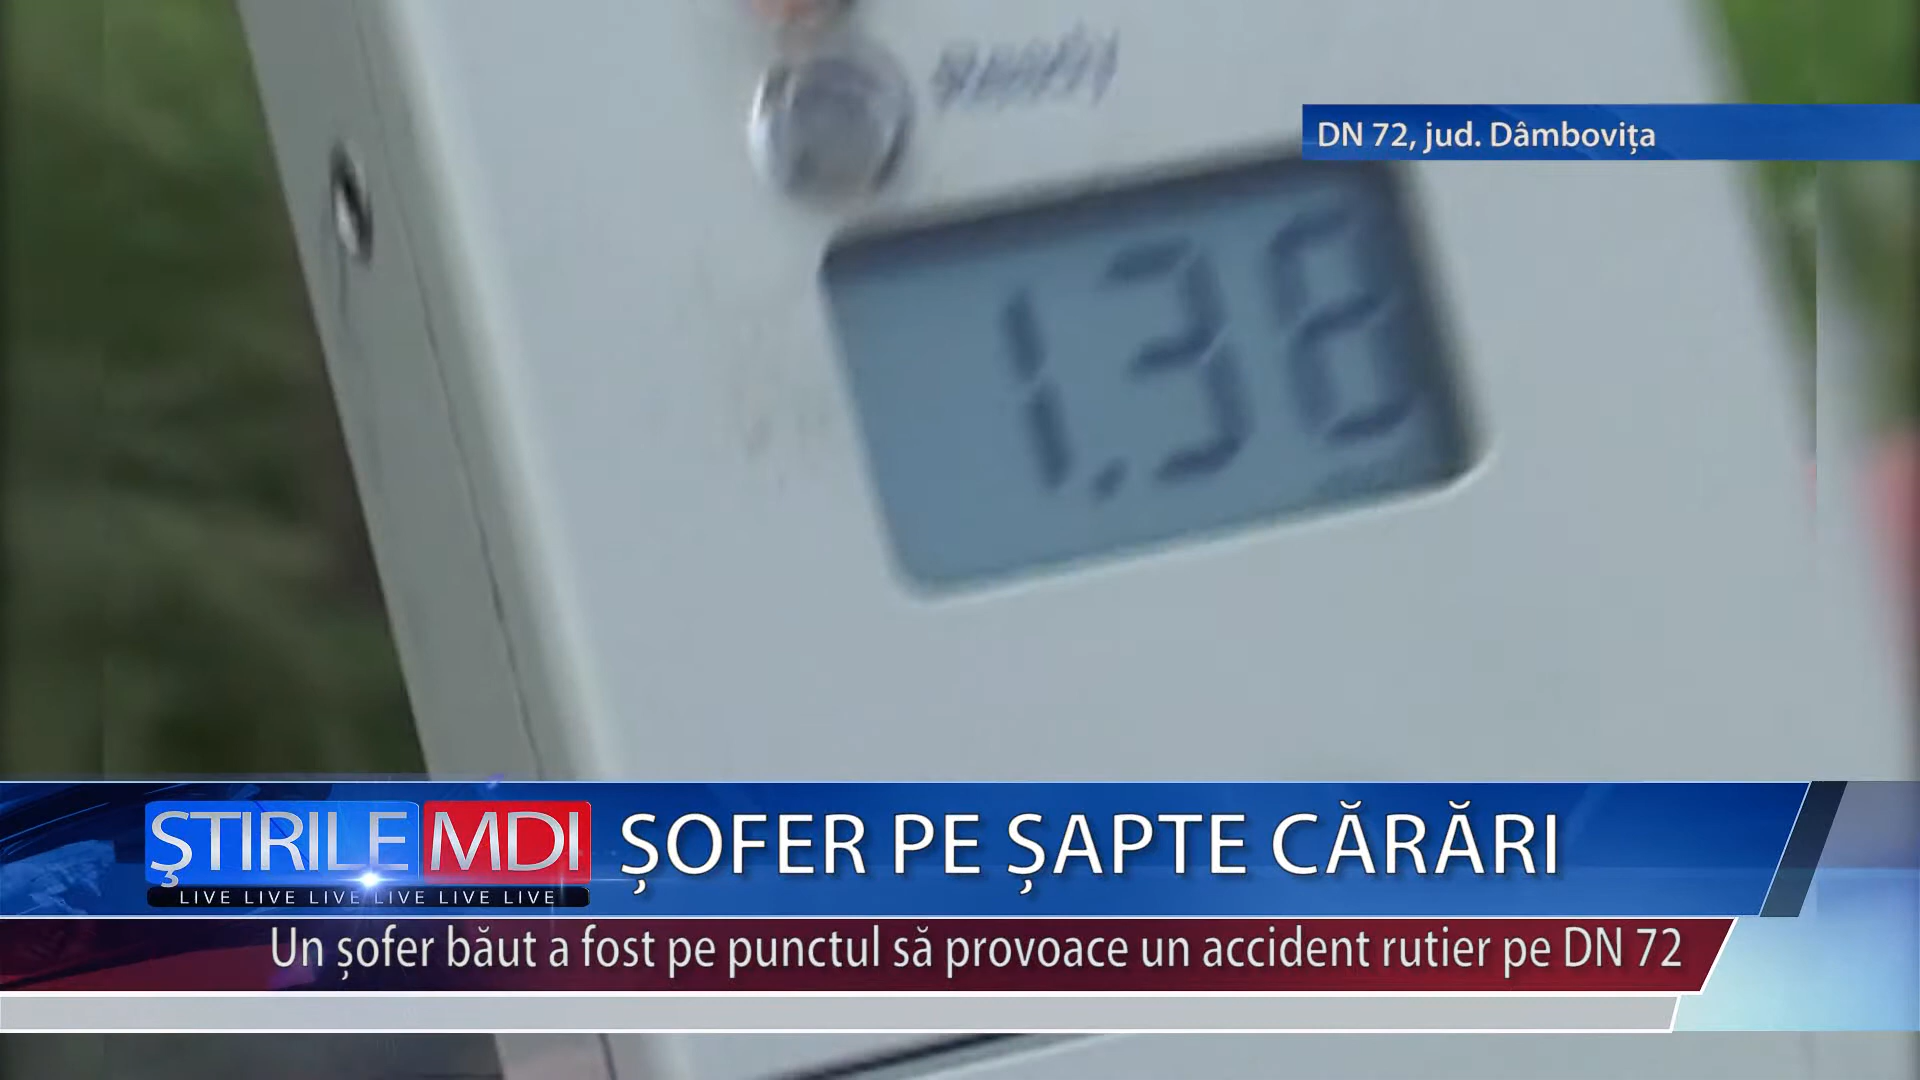 DN 72, jud. Dâmbovița
1,38
ŞTIRILE MDI
LIVE LIVE LIVE LIVE LIVE LIVE
ȘOFER PE ȘAPTE CĂRĂRI
Un șofer băut a fost pe punctul să provoace un accident rutier pe DN 72